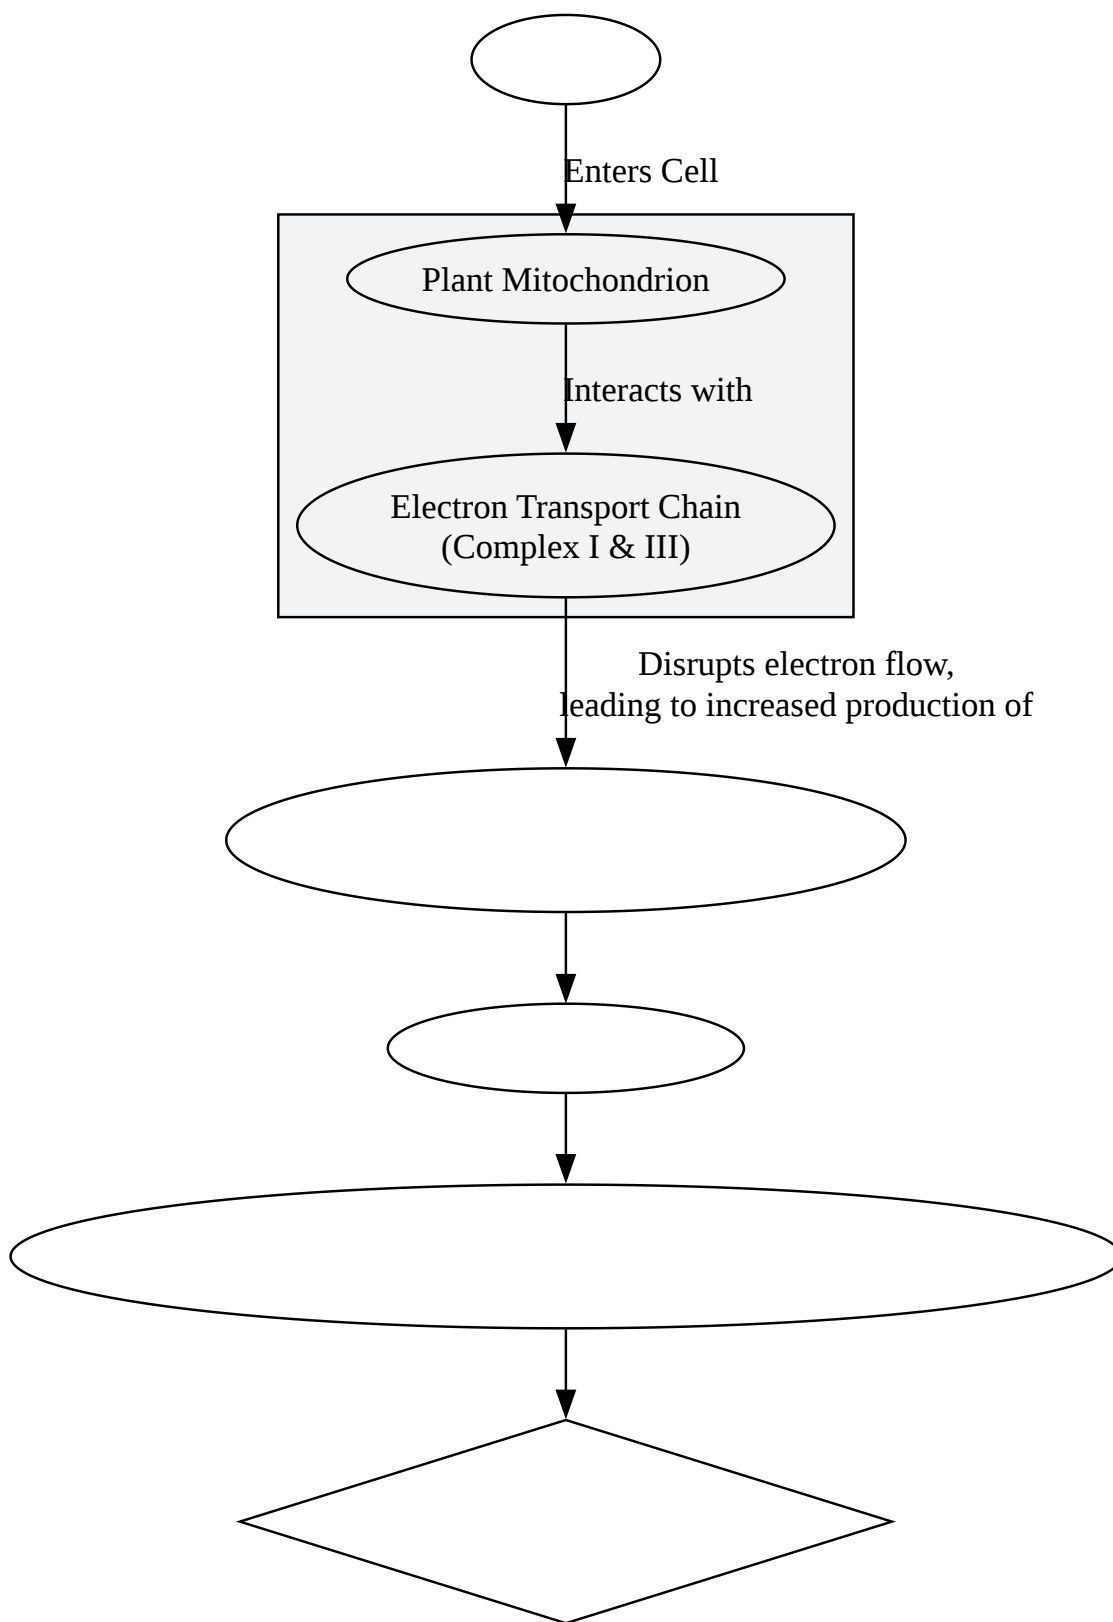 Enters Cell
Plant Mitochondrion
Interacts with
Electron Transport Chain
(Complex I & III)
Disrupts electron flow,
leading to increased production of